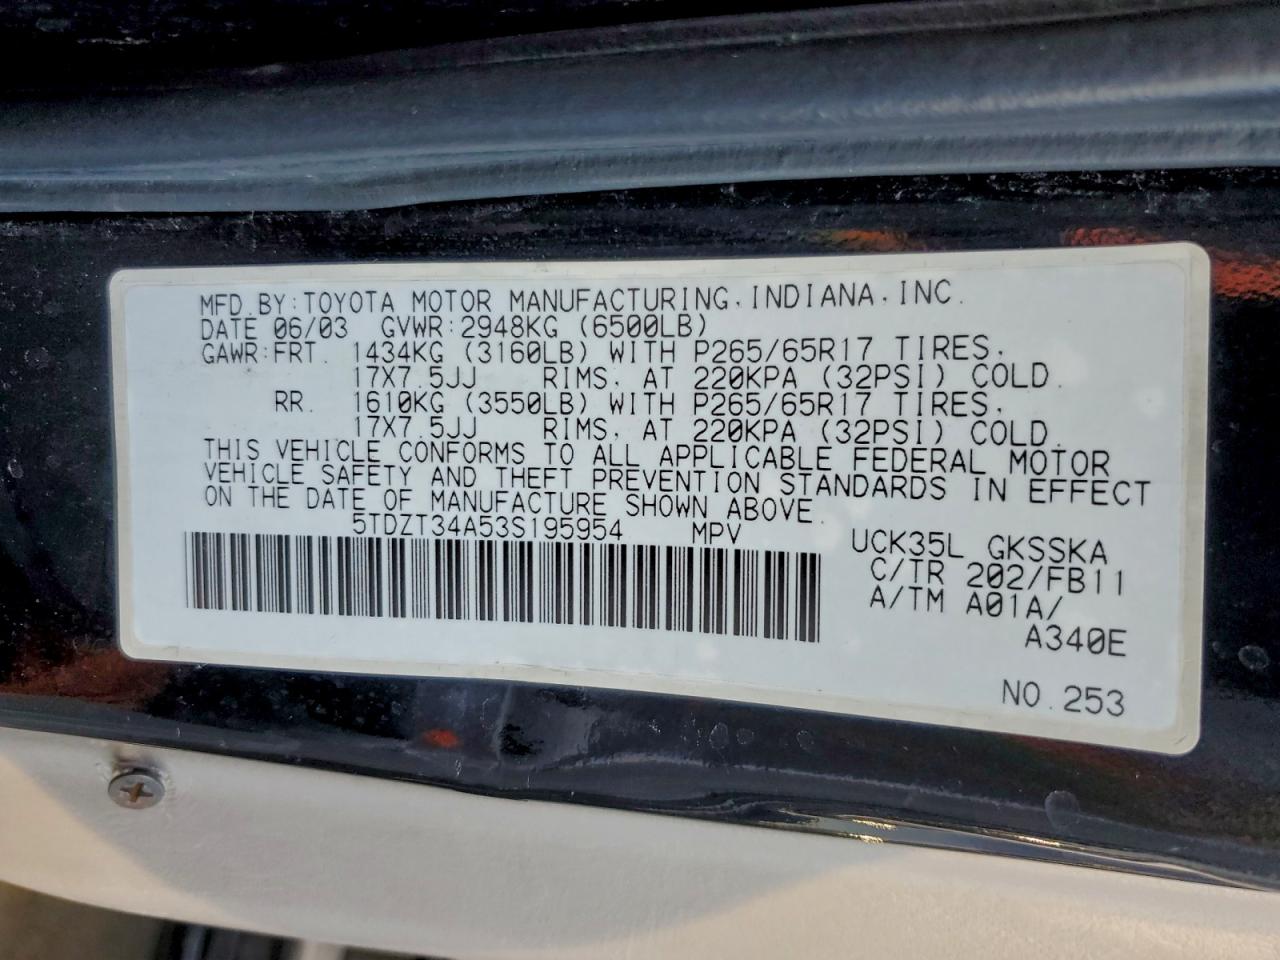 MFD.BY:TOYOTA MOTOR MANUFACTURING,INDIANA,INC.
DATE 06/03 GVWR:2948KG (6500LB)
GAWR:FRT. 1434KG (3160LB) WITH P265/65R17 TIRES,
17X7.5JJ RIMS, AT 220KPA (32PSI) COLD.
RR. 1610KG (3550LB) WITH P265/65R17 TIRES,
17X7.5JJ RIMS, AT 220KPA (32PSI) COLD.
THIS VEHICLE CONFORMS TO ALL APPLICABLE FEDERAL MOTOR
VEHICLE SAFETY AND THEFT PREVENTION STANDARDS IN EFFECT
ON THE DATE OF MANUFACTURE SHOWN ABOVE.
5TDZT34A53S195954 MPV
UCK35L GKSSKA
C/TR 202/FB11
A/TM A01A/
A340E
NO.253